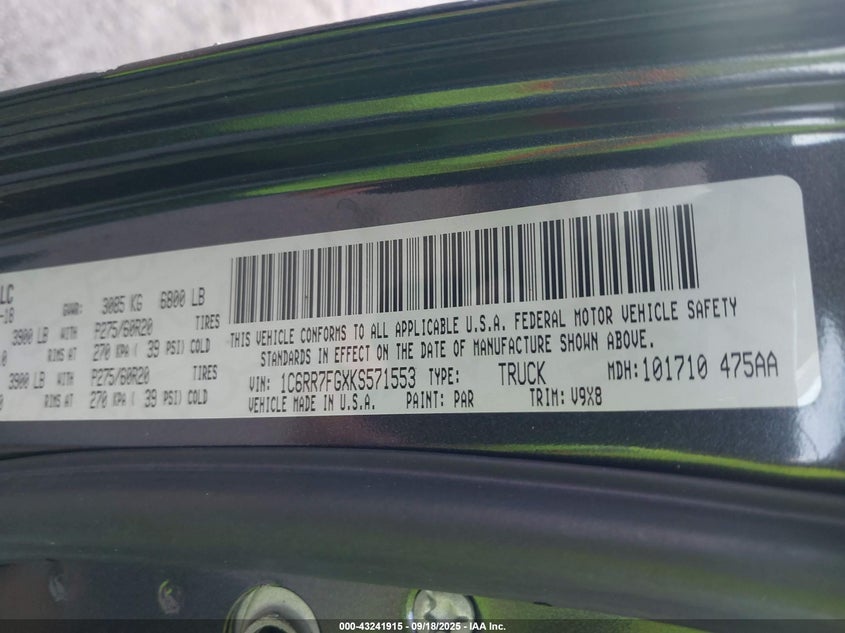 LC
GVWR: 3085 KG 6800 LB
-18
3900 LB WITH P275/60R20 TIRES
RIMS AT 270 KPA ( 39 PSI) COLD
3900 LB WITH P275/60R20 TIRES
RIMS AT 270 KPA ( 39 PSI) COLD
THIS VEHICLE CONFORMS TO ALL APPLICABLE U.S.A. FEDERAL MOTOR VEHICLE SAFETY
STANDARDS IN EFFECT ON THE DATE OF MANUFACTURE SHOWN ABOVE.
VIN: 1C6RR7FGXKS571553 TYPE: TRUCK MDH:101710 475AA
VEHICLE MADE IN U.S.A. PAINT: PAR TRIM: V9X8
000-43241915 - 09/18/2025 - IAA Inc.